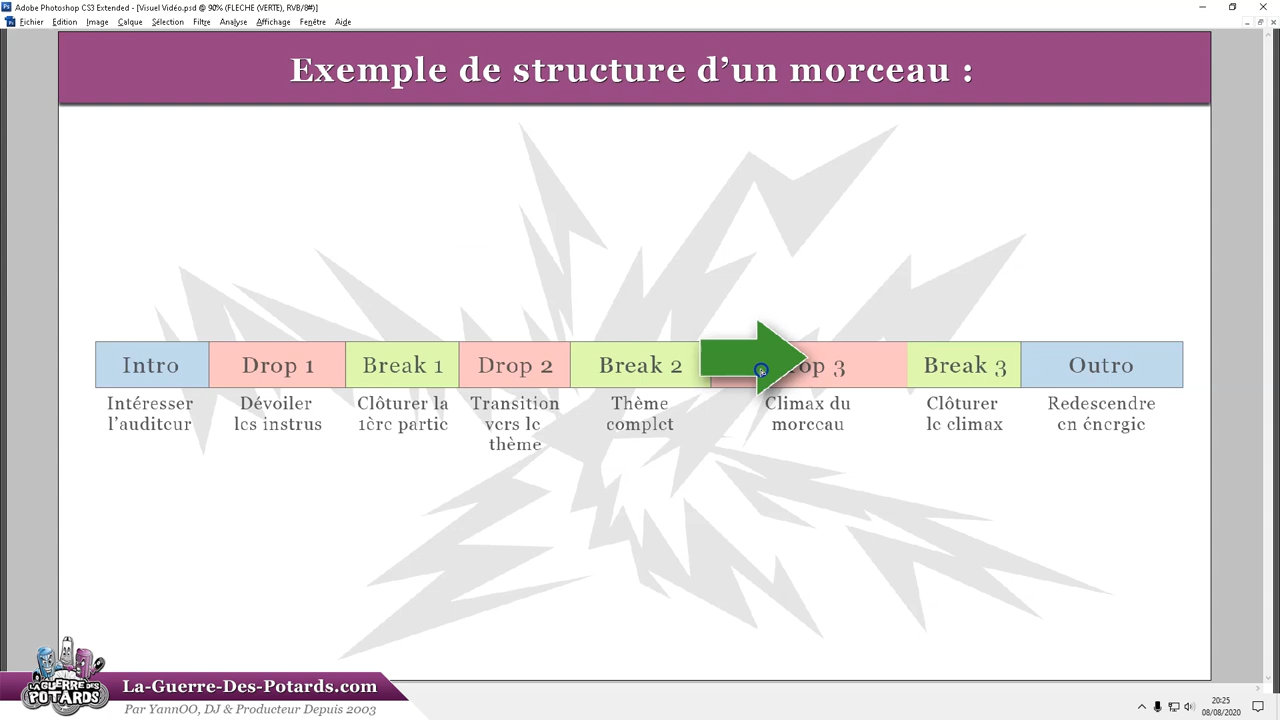 Adobe Photoshop CS3 Extended - [Visuel Vidéo.psd @ 90% (FLECHE (VERTE), RVB/8#)]
Fichier Edition Image Calque Sélection Filtre Analyse Affichage Fenêtre Aide
Exemple de structure d'un morceau :
Intro Drop 1 Break 1 Drop 2 Break 2 op 3 Break 3 Outro
Intéresser Dévoiler Clôturer la Transition Thème Climax du Clôturer Redescendre
l'auditeur les instrus 1ère partie vers le complet morceau le climax en énergie
thème
LA GUERRE DES
POTARDS
La-Guerre-Des-Potards.com
Par YannOO, DJ & Producteur Depuis 2003
20:25
08/08/2020